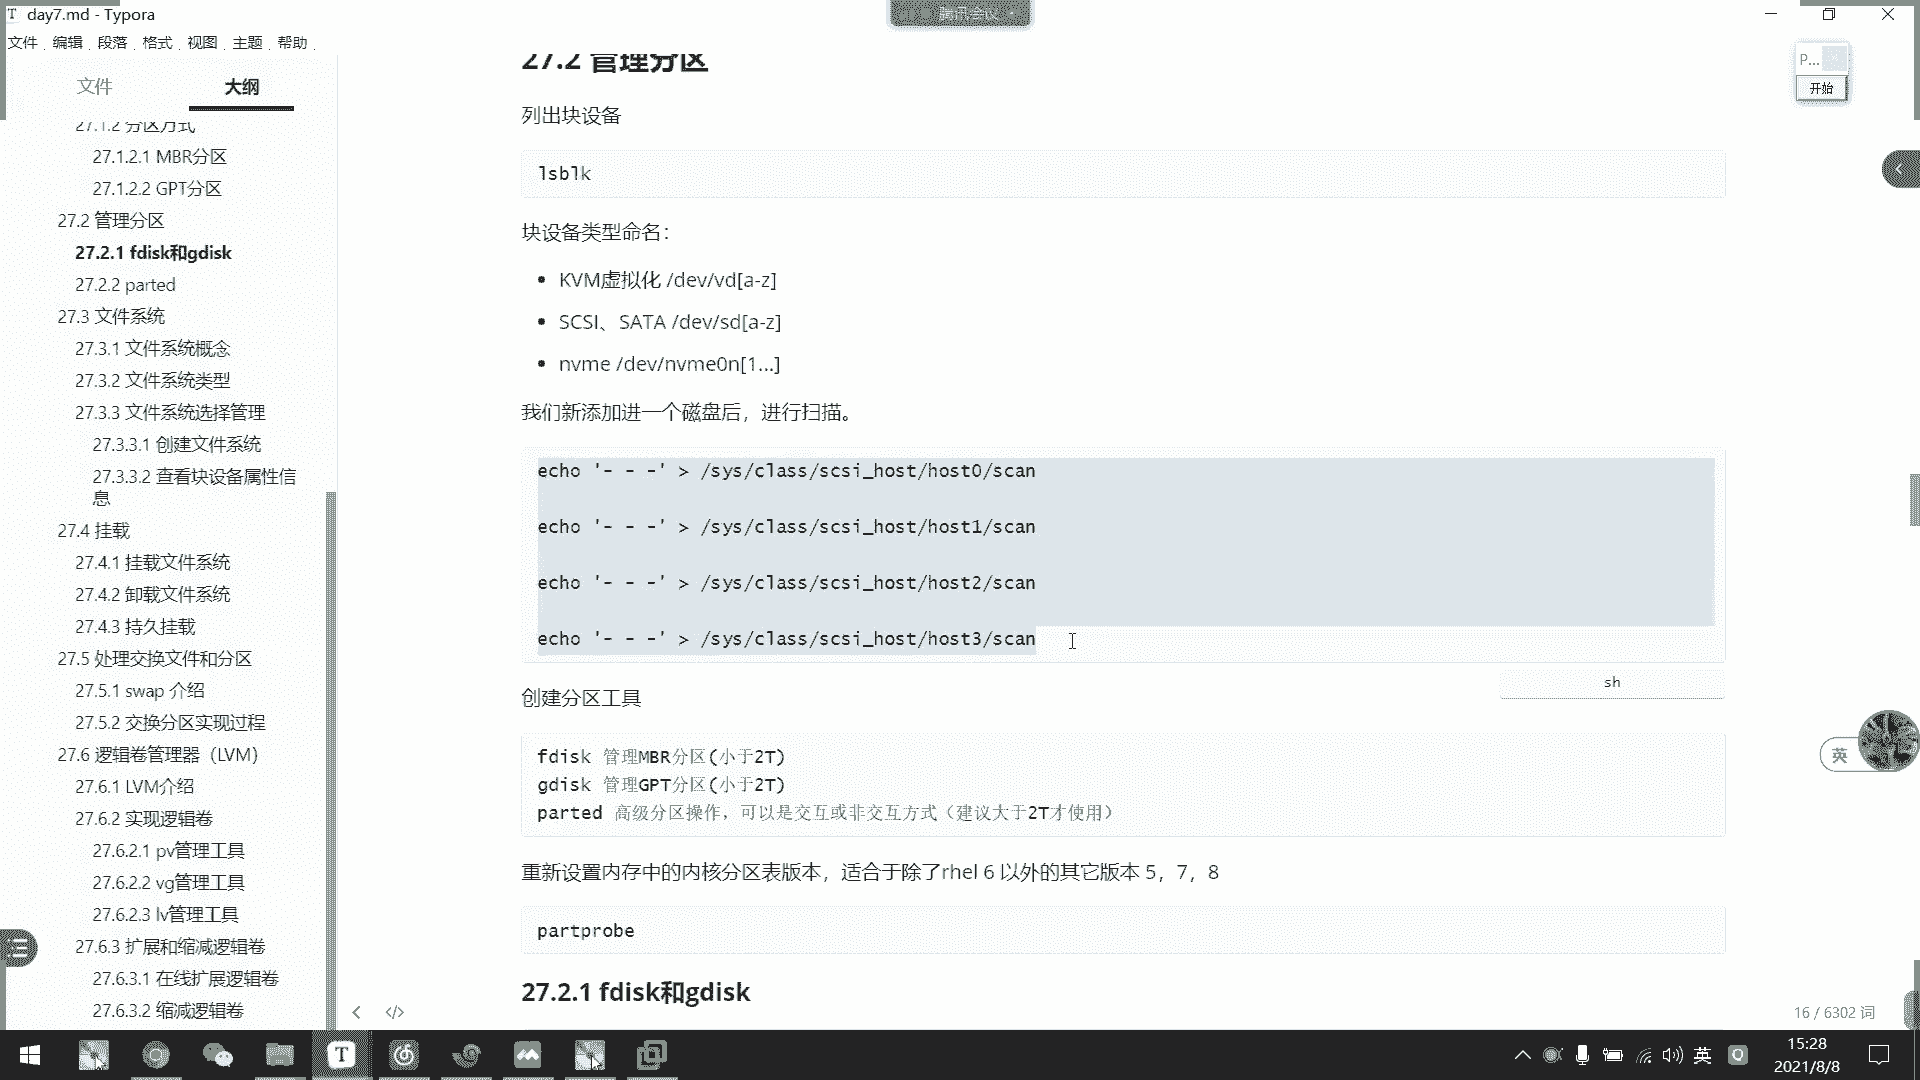 day7.md - Typora
腾讯会议
文件 编辑 段落 格式 视图 主题 帮助
文件 大纲
27.1.2 分区方式
27.1.2.1 MBR分区
27.1.2.2 GPT分区
27.2 管理分区
27.2.1 fdisk和gdisk
27.2.2 parted
27.3 文件系统
27.3.1 文件系统概念
27.3.2 文件系统类型
27.3.3 文件系统选择管理
27.3.3.1 创建文件系统
27.3.3.2 查看块设备属性信
息
27.4 挂载
27.4.1 挂载文件系统
27.4.2 卸载文件系统
27.4.3 持久挂载
27.5 处理交换文件和分区
27.5.1 swap 介绍
27.5.2 交换分区实现过程
27.6 逻辑卷管理器（LVM）
27.6.1 LVM介绍
27.6.2 实现逻辑卷
27.6.2.1 pv管理工具
27.6.2.2 vg管理工具
27.6.2.3 lv管理工具
27.6.3 扩展和缩减逻辑卷
27.6.3.1 在线扩展逻辑卷
27.6.3.2 缩减逻辑卷
27.2 管理分区
列出块设备
lsblk
块设备类型命名：
• KVM虚拟化 /dev/vd[a-z]
• SCSI、SATA /dev/sd[a-z]
• nvme /dev/nvme0n[1...]
我们新添加进一个磁盘后，进行扫描。
echo '- - -' > /sys/class/scsi_host/host0/scan
echo '- - -' > /sys/class/scsi_host/host1/scan
echo '- - -' > /sys/class/scsi_host/host2/scan
echo '- - -' > /sys/class/scsi_host/host3/scan
sh
创建分区工具
fdisk 管理MBR分区(小于2T)
gdisk 管理GPT分区(小于2T)
parted 高级分区操作，可以是交互或非交互方式（建议大于2T才使用）
重新设置内存中的内核分区表版本，适合于除了rhel 6 以外的其它版本 5，7，8
partprobe
27.2.1 fdisk和gdisk
P...
开始
英
16 / 6302 词
英
15:28
2021/8/8